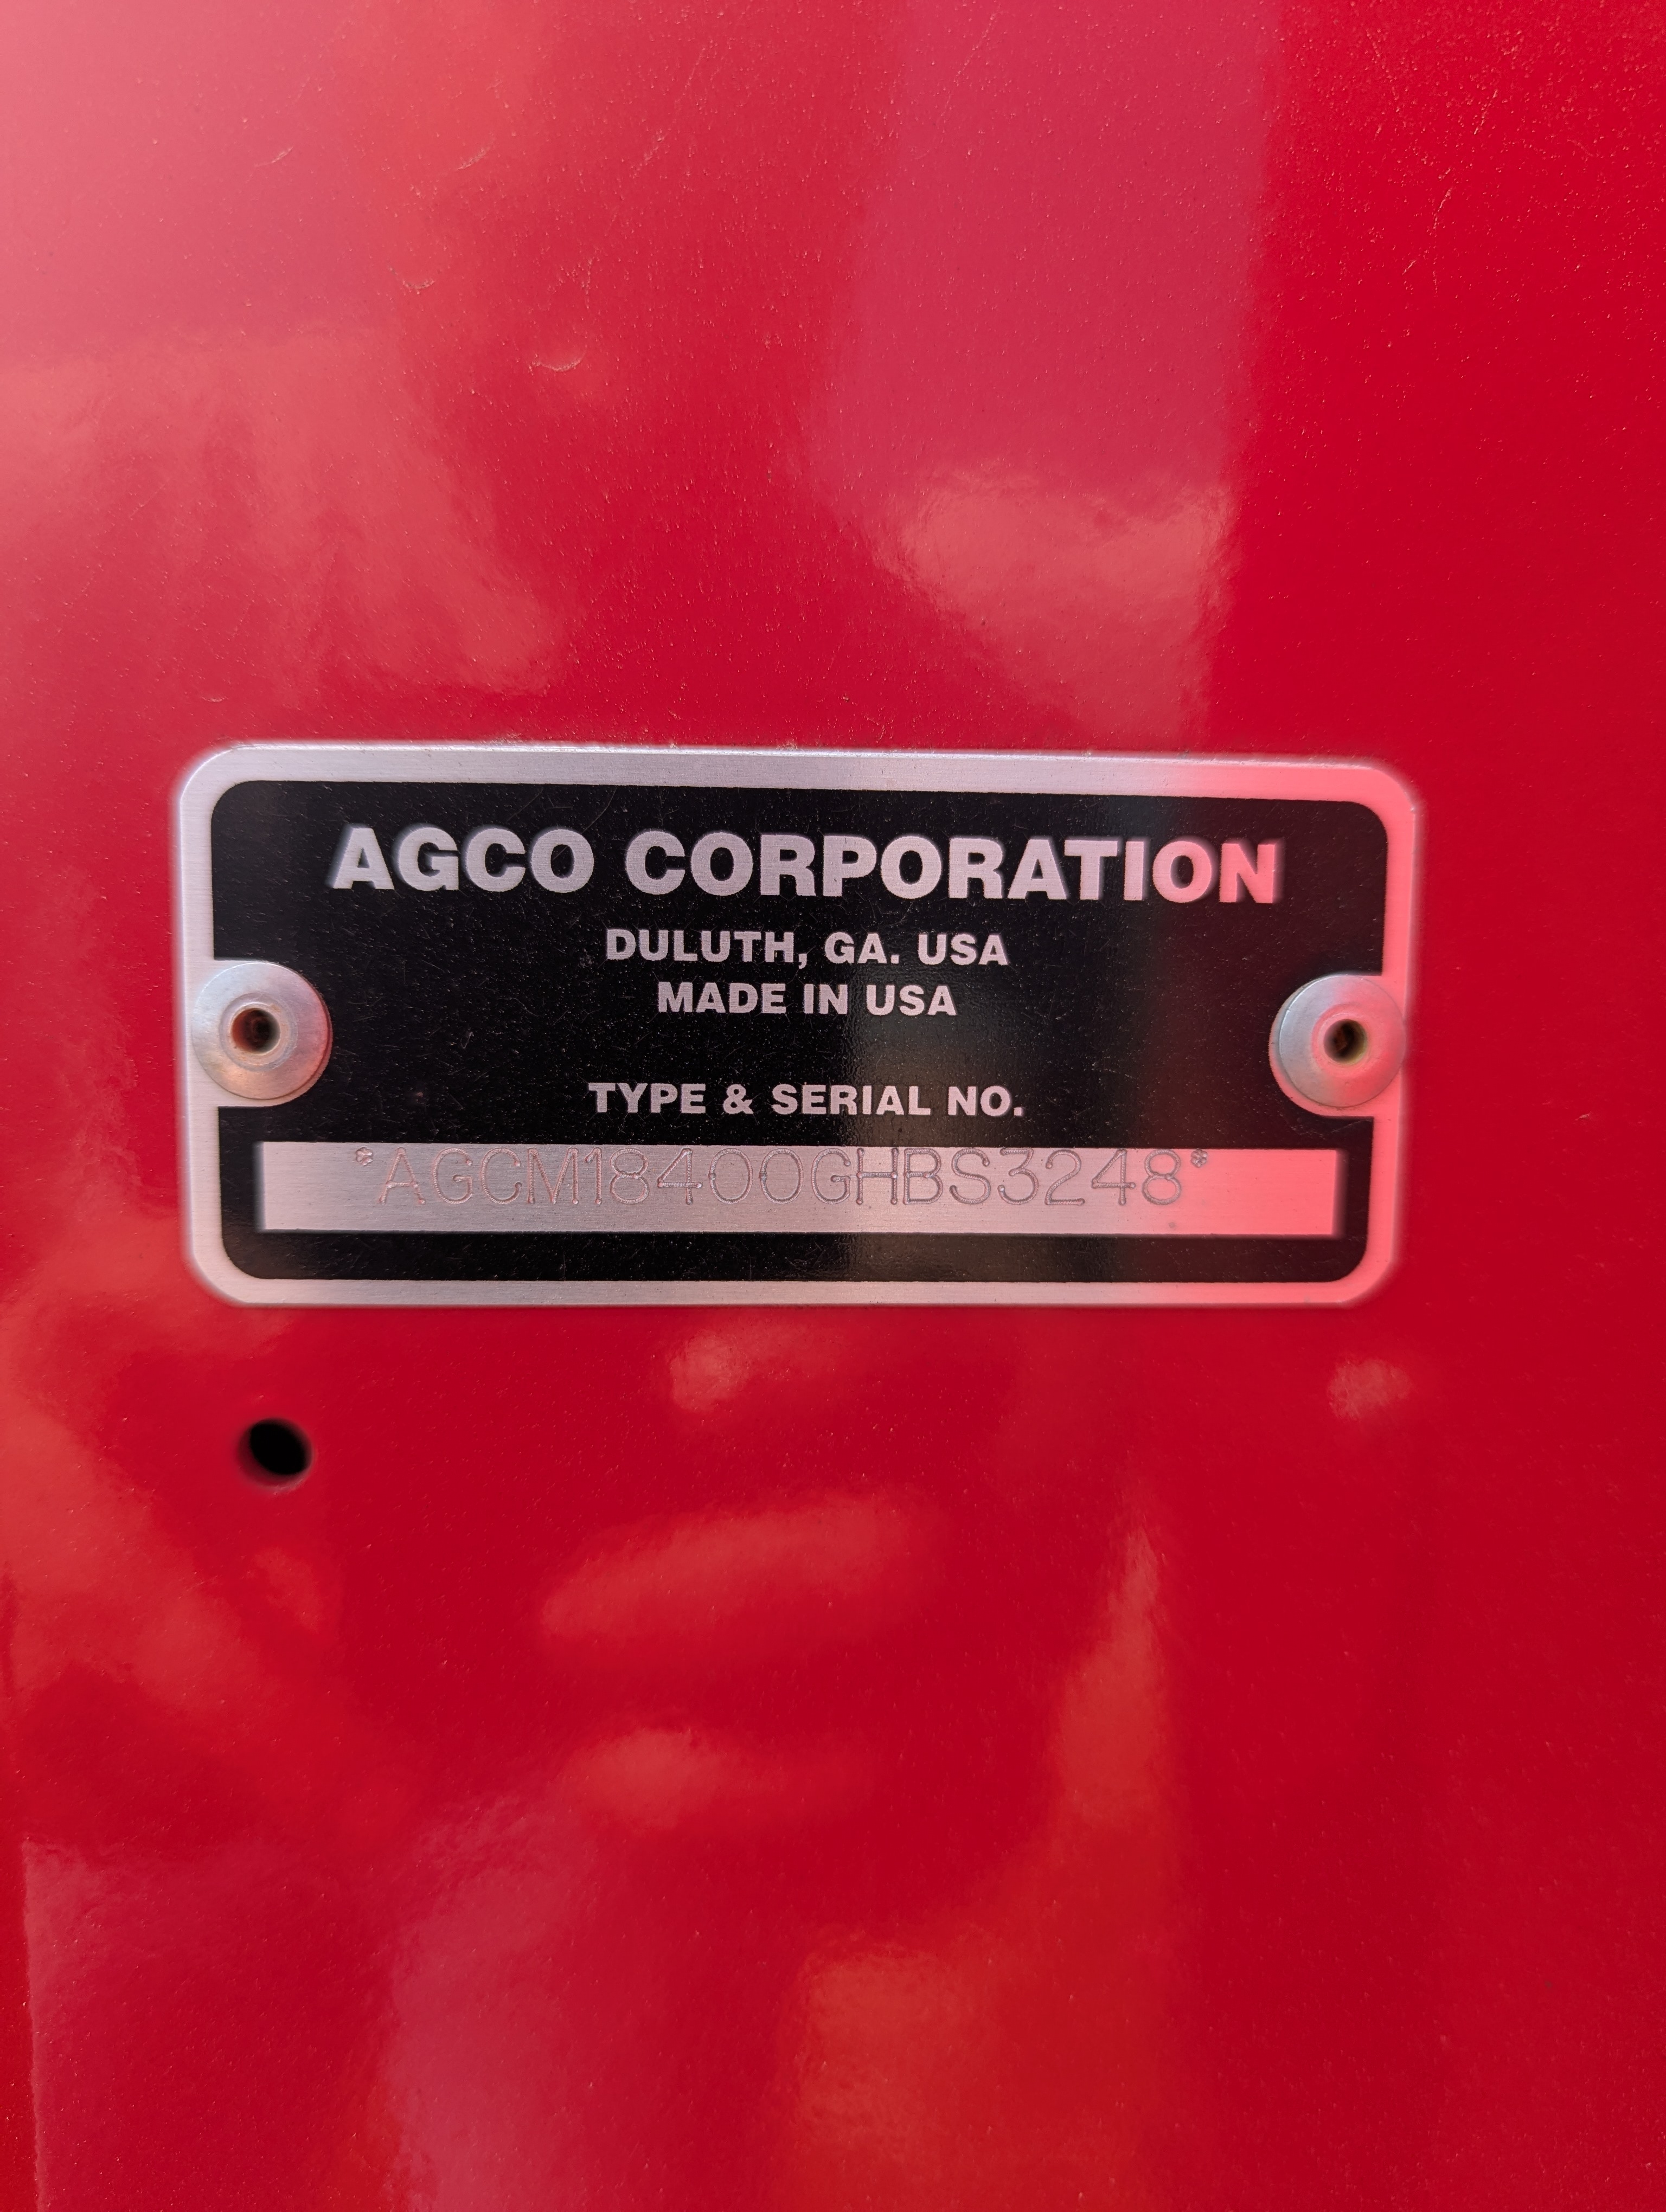 AGCO CORPORATION
DULUTH, GA. USA
MADE IN USA
TYPE & SERIAL NO.
*AGCM18400GHBS3248*